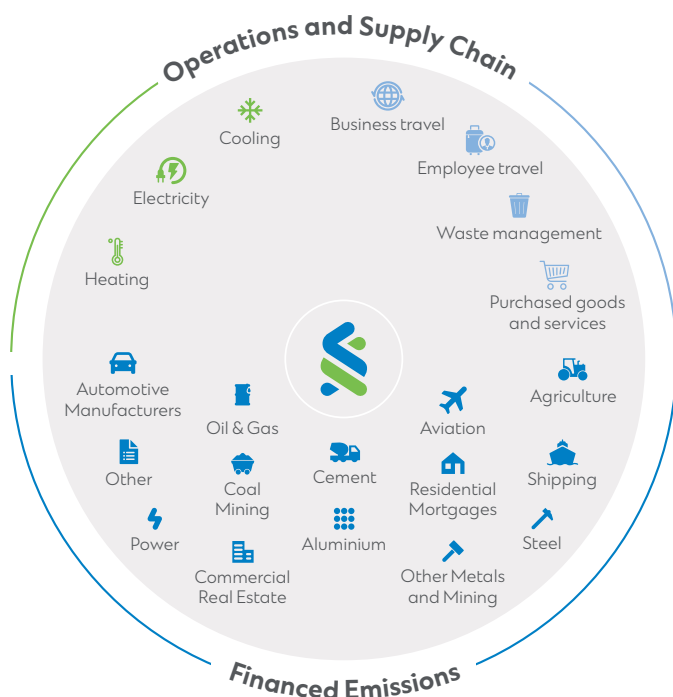 Operations and Supply Chain
Cooling
Business travel
Employee travel
Electricity
Waste management
Heating
Purchased goods
and services
Automotive
Manufacturers
Oil & Gas
Aviation
Agriculture
Other
Coal
Mining
Cement
Residential
Mortgages
Shipping
Power
Commercial
Real Estate
Aluminium
Other Metals
and Mining
Steel
Financed Emissions